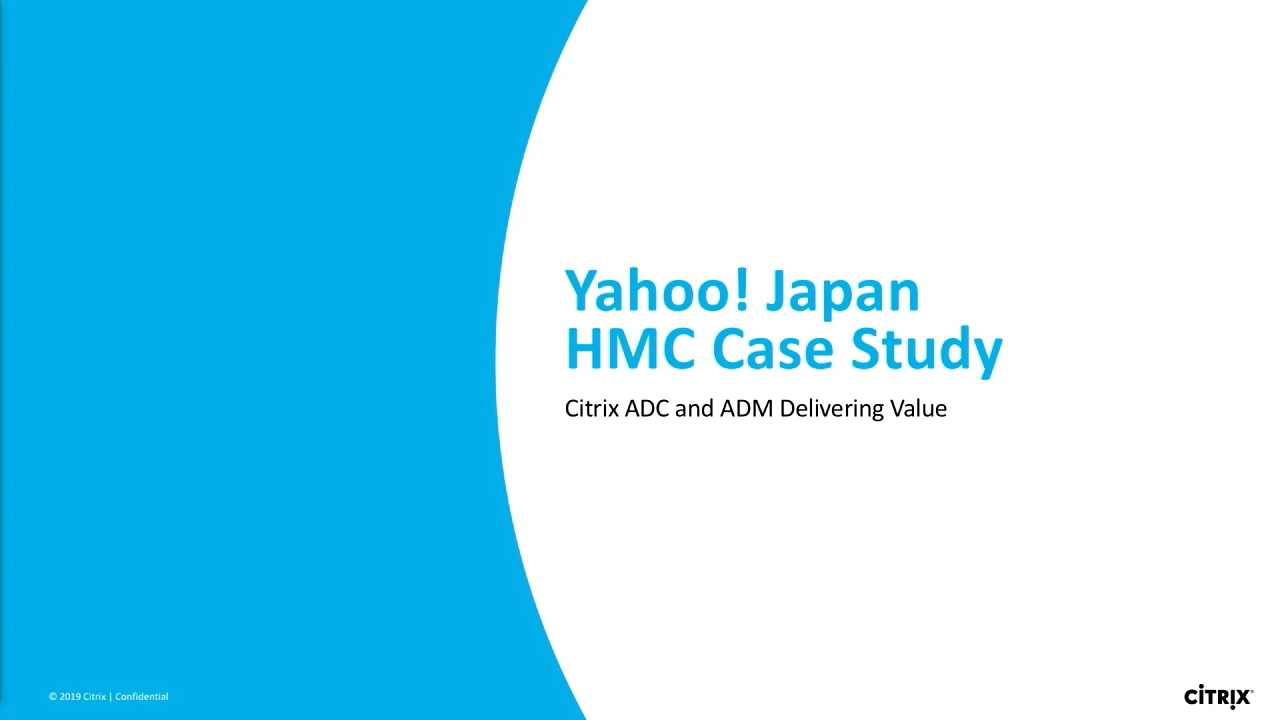 Yahoo! Japan
HMC Case Study
Citrix ADC and ADM Delivering Value
© 2019 Citrix | Confidential
CITRIX